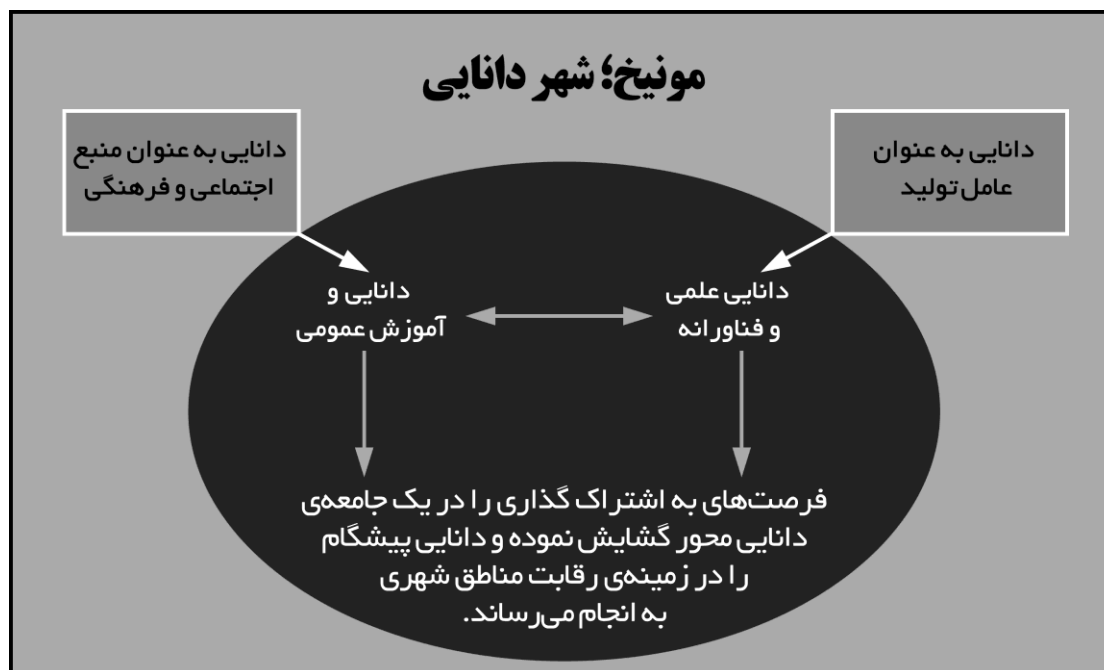 مونیخ؛ شهر دانایی
دانایی به عنوان
عامل تولید
دانایی به عنوان منبع
اجتماعی و فرهنگی
دانایی علمی
و فناورانه
دانایی و
آموزش عمومی
فرصت‌های به اشتراک گذاری را در یک جامعه‌ی
دانایی محور گشایش نموده و دانایی پیشگام
را در زمینه‌ی رقابت مناطق شهری
به انجام می‌رساند.